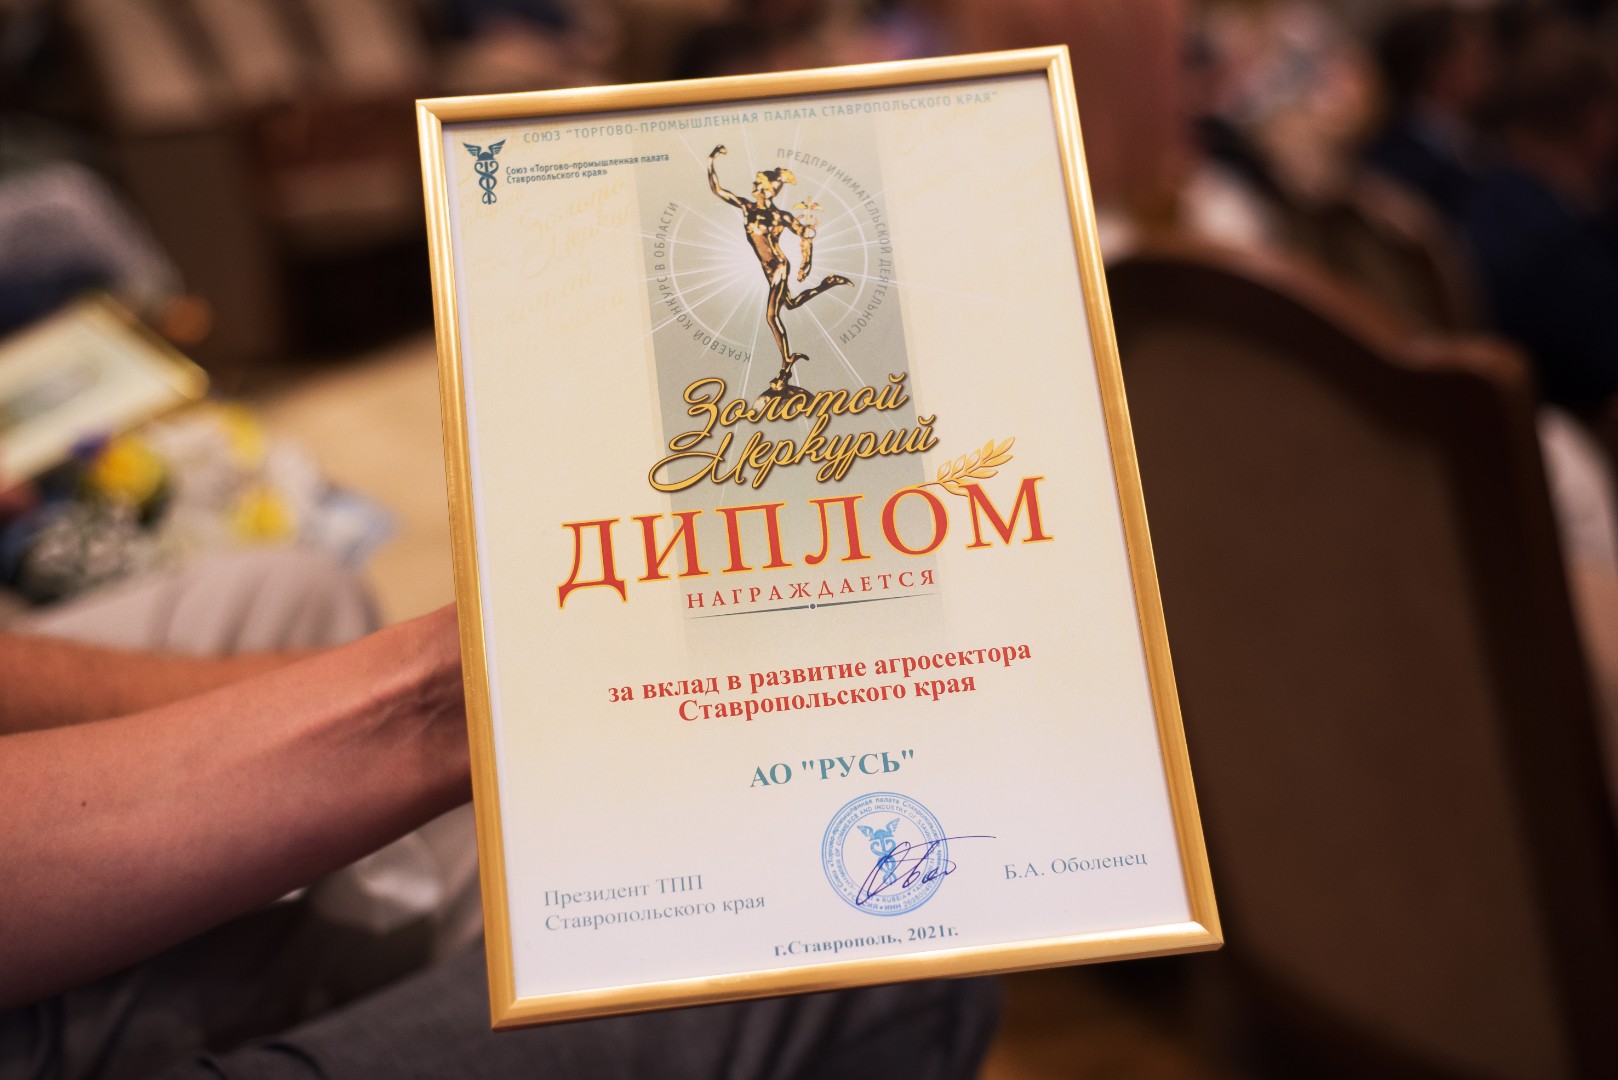 СОЮЗ "ТОРГОВО-ПРОМЫШЛЕННАЯ ПАЛАТА СТАВРОПОЛЬСКОГО КРАЯ"
Союз «Торгово-промышленная палата
Ставропольского края»
КРАЕВОЙ КОНКУРС В ОБЛАСТИ
ПРЕДПРИНИМАТЕЛЬСКОЙ ДЕЯТЕЛЬНОСТИ
Золотой
Меркурий
ДИПЛОМ
НАГРАЖДАЕТСЯ
за вклад в развитие агросектора
Ставропольского края
АО "РУСЬ"
Президент ТПП
Ставропольского края
Б.А. Оболенец
г.Ставрополь, 2021г.